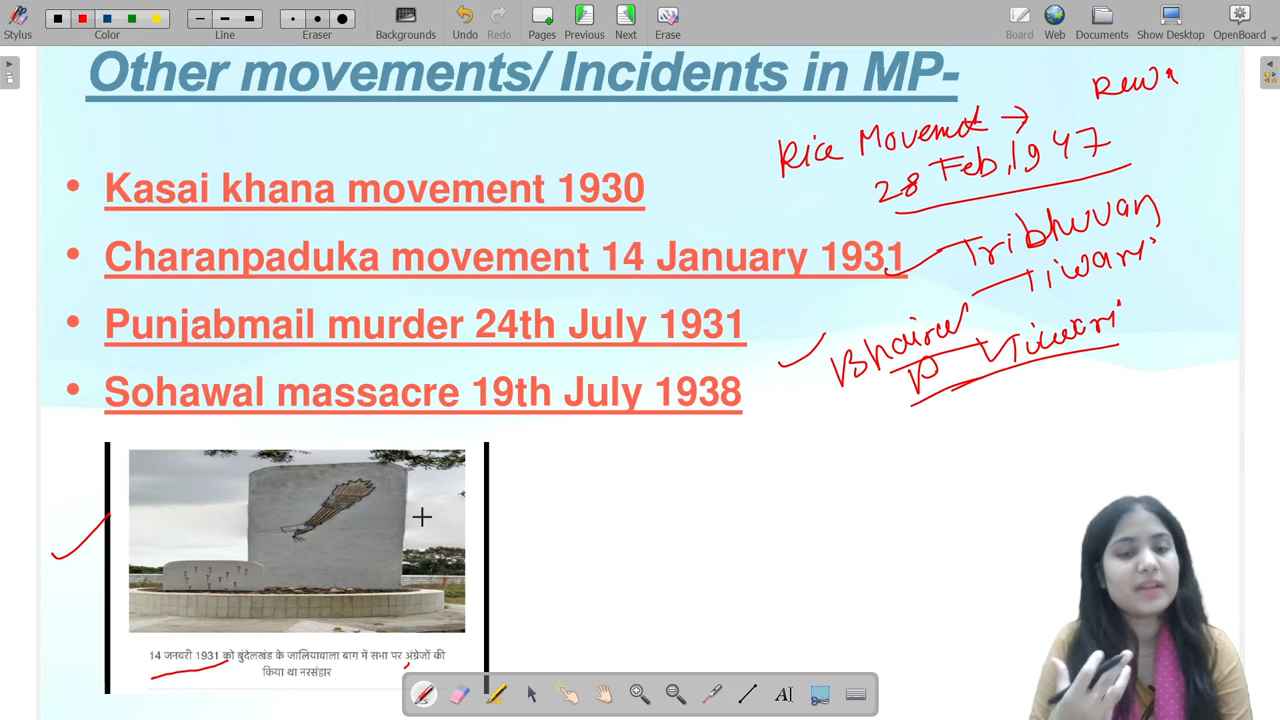 Stylus Color Line Eraser Backgrounds Undo Redo Pages Previous Next Erase Board Web Documents Show Desktop OpenBoard
Other movements/ Incidents in MP-
Rewa
Rice Movement →
28 Feb, 1947
• Kasai khana movement 1930
• Charanpaduka movement 14 January 1931
Tribhuvan
Tiwari
• Punjabmail murder 24th July 1931
Bhairav
P Tiwari
• Sohawal massacre 19th July 1938
14 जनवरी 1931 को बुंदेलखंड के जालियावाला बाग में सभा पर अंग्रेजों की
किया था नरसंहार
AI